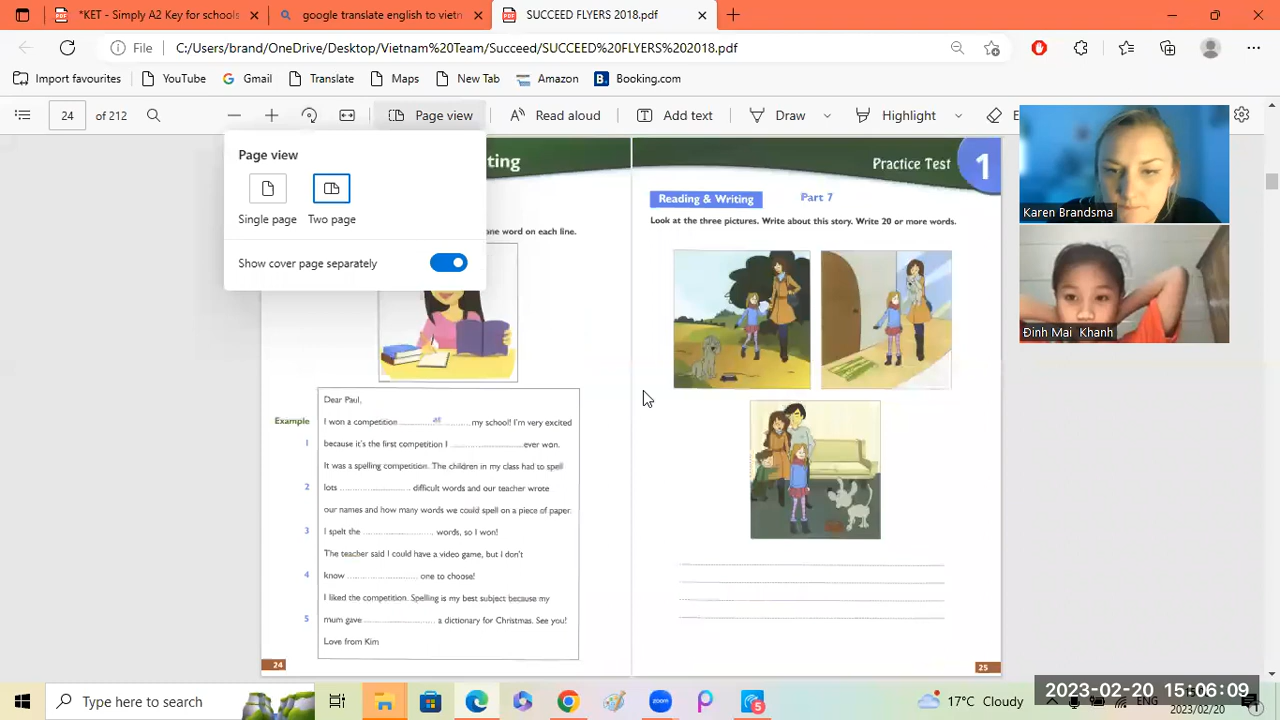 *KET - Simply A2 Key for schools
google english to vietn
SUCCEED FLYERS 2018.pdf
File
C:/Users/brand/OneDrive/Desktop/Vietnam%20Team/Succeed/SUCCEED%20FLYERS%202018.pdf
Import favourites
YouTube
Gmail
Translate
Maps
New Tab
Amazon
Booking.com
24 of 212
Page view
Read aloud
Add text
Draw
Highlight
Page view
Single page
Two page
Show cover page separately
one word on each line.
Dear Paul,
Example
I won a competition my school! I'm very excited
1 because it's the first competition I ever won.
It was a spelling competition. The children in my class had to spell
2 lots difficult words and our teacher wrote
our names and how many words we could spell on a piece of paper.
3 I spelt the words, so I won!
The teacher said I could have a video game, but I don't
4 know one to choose!
I liked the competition. Spelling is my best subject because my
5 mum gave a dictionary for Christmas. See you!
Love from Kim
24
Practice Test 1
Reading & Writing Part 7
Look at the three pictures. Write about this story. Write 20 or more words.
25
Karen Brandsma
Đinh Mai Khanh
Type here to search
zoom
5
17°C Cloudy
ENG
2023-02-20 15:06:09
2023/02/20